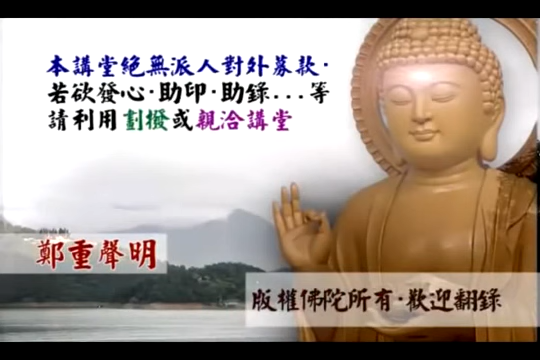 本講堂絕無派人對外募款·
若欲發心·助印·助錄...等
請利用劃撥或親洽講堂
鄭重聲明
版權佛陀所有·歡迎翻錄